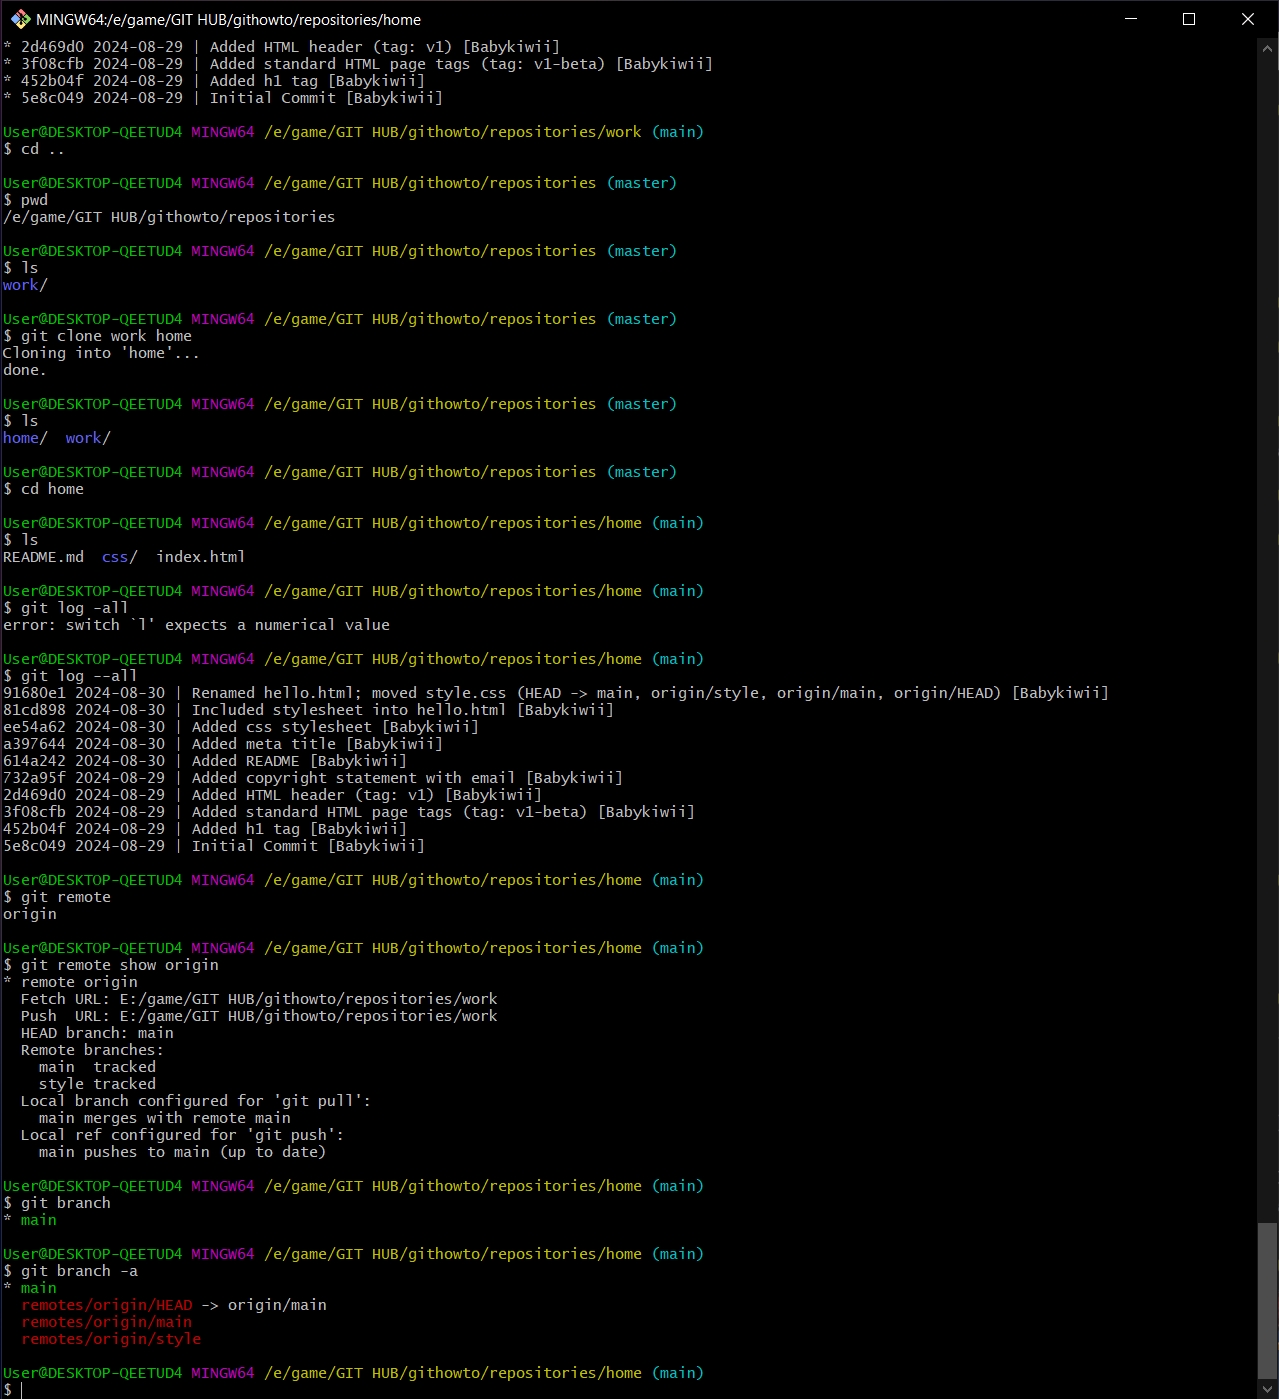 MINGW64:/e/game/GIT HUB/githowto/repositories/home
* 2d469d0 2024-08-29 | Added HTML header (tag: v1) [Babykiwii]
* 3f08cfb 2024-08-29 | Added standard HTML page tags (tag: v1-beta) [Babykiwii]
* 452b04f 2024-08-29 | Added h1 tag [Babykiwii]
* 5e8c049 2024-08-29 | Initial Commit [Babykiwii]
User@DESKTOP-QEETUD4 MINGW64 /e/game/GIT HUB/githowto/repositories/work (main)
$ cd ..
User@DESKTOP-QEETUD4 MINGW64 /e/game/GIT HUB/githowto/repositories (master)
$ pwd
/e/game/GIT HUB/githowto/repositories
User@DESKTOP-QEETUD4 MINGW64 /e/game/GIT HUB/githowto/repositories (master)
$ ls
work/
User@DESKTOP-QEETUD4 MINGW64 /e/game/GIT HUB/githowto/repositories (master)
$ git clone work home
Cloning into 'home'...
done.
User@DESKTOP-QEETUD4 MINGW64 /e/game/GIT HUB/githowto/repositories (master)
$ ls
home/  work/
User@DESKTOP-QEETUD4 MINGW64 /e/game/GIT HUB/githowto/repositories (master)
$ cd home
User@DESKTOP-QEETUD4 MINGW64 /e/game/GIT HUB/githowto/repositories/home (main)
$ ls
README.md  css/  index.html
User@DESKTOP-QEETUD4 MINGW64 /e/game/GIT HUB/githowto/repositories/home (main)
$ git log -all
error: switch `l' expects a numerical value
User@DESKTOP-QEETUD4 MINGW64 /e/game/GIT HUB/githowto/repositories/home (main)
$ git log --all
91680e1 2024-08-30 | Renamed hello.html; moved style.css (HEAD -> main, origin/style, origin/main, origin/HEAD) [Babykiwii]
81cd898 2024-08-30 | Included stylesheet into hello.html [Babykiwii]
ee54a62 2024-08-30 | Added css stylesheet [Babykiwii]
a397644 2024-08-30 | Added meta title [Babykiwii]
614a242 2024-08-30 | Added README [Babykiwii]
732a95f 2024-08-29 | Added copyright statement with email [Babykiwii]
2d469d0 2024-08-29 | Added HTML header (tag: v1) [Babykiwii]
3f08cfb 2024-08-29 | Added standard HTML page tags (tag: v1-beta) [Babykiwii]
452b04f 2024-08-29 | Added h1 tag [Babykiwii]
5e8c049 2024-08-29 | Initial Commit [Babykiwii]
User@DESKTOP-QEETUD4 MINGW64 /e/game/GIT HUB/githowto/repositories/home (main)
$ git remote
origin
User@DESKTOP-QEETUD4 MINGW64 /e/game/GIT HUB/githowto/repositories/home (main)
$ git remote show origin
* remote origin
  Fetch URL: E:/game/GIT HUB/githowto/repositories/work
  Push  URL: E:/game/GIT HUB/githowto/repositories/work
  HEAD branch: main
  Remote branches:
    main  tracked
    style tracked
  Local branch configured for 'git pull':
    main merges with remote main
  Local ref configured for 'git push':
    main pushes to main (up to date)
User@DESKTOP-QEETUD4 MINGW64 /e/game/GIT HUB/githowto/repositories/home (main)
$ git branch
* main
User@DESKTOP-QEETUD4 MINGW64 /e/game/GIT HUB/githowto/repositories/home (main)
$ git branch -a
* main
  remotes/origin/HEAD -> origin/main
  remotes/origin/main
  remotes/origin/style
User@DESKTOP-QEETUD4 MINGW64 /e/game/GIT HUB/githowto/repositories/home (main)
$